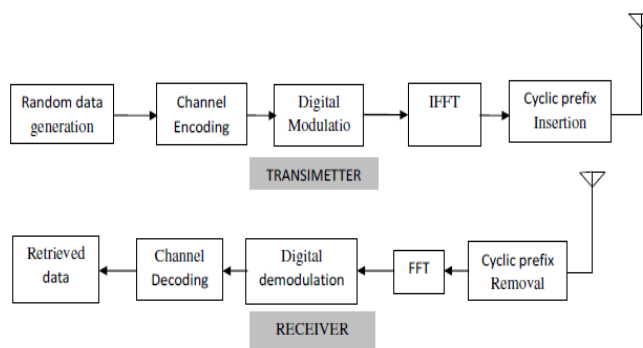 Random data
generation
Channel
Encoding
Digital
Modulatio
IFFT
Cyclic prefix
Insertion
TRANSIMETTER
Retrieved
data
Channel
Decoding
Digital
demodulation
FFT
Cyclic prefix
Removal
RECEIVER